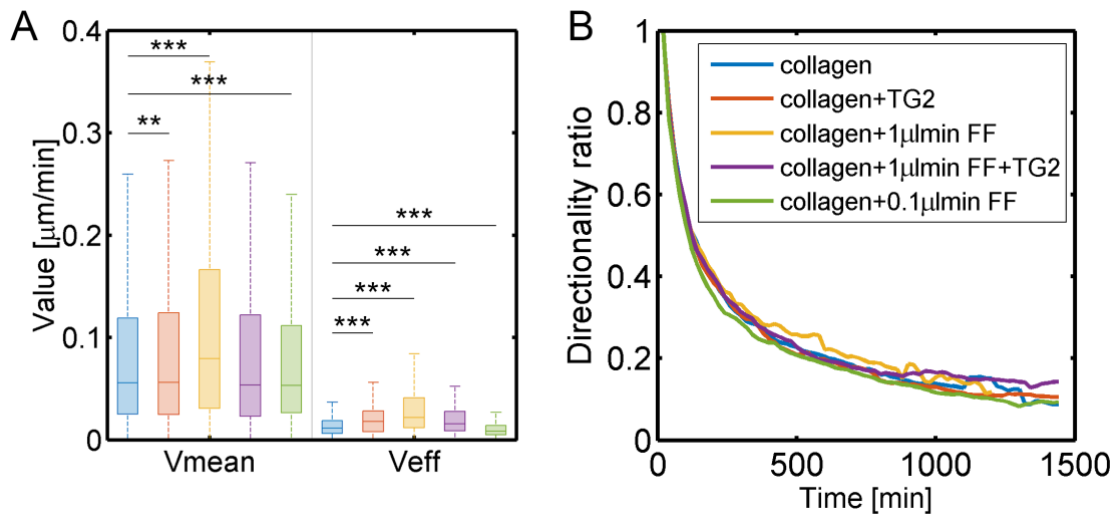 A
Value [μm/min]
0.4
0.3
0.2
0.1
0
***
***
**
***
***
***
***
Vmean
Veff
B
Directionality ratio
1
0.8
0.6
0.4
0.2
0
collagen
collagen+TG2
collagen+1μlmin FF
collagen+1μlmin FF+TG2
collagen+0.1μlmin FF
0
500
1000
1500
Time [min]